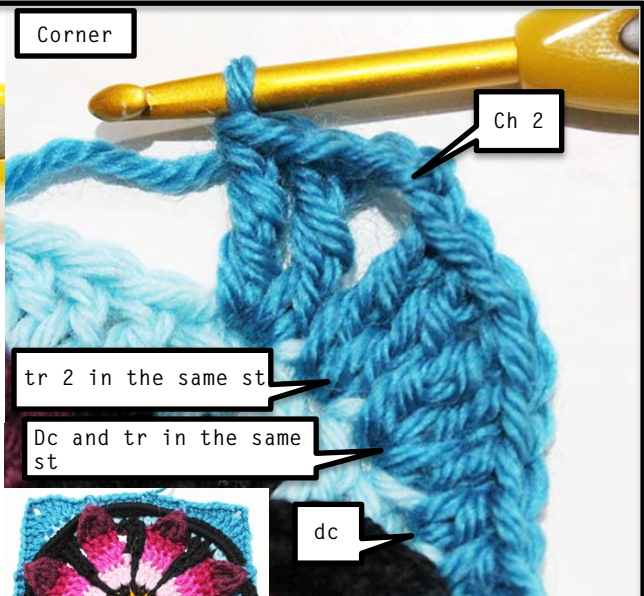 Corner
Ch 2
tr 2 in the same st
Dc and tr in the same
st
dc